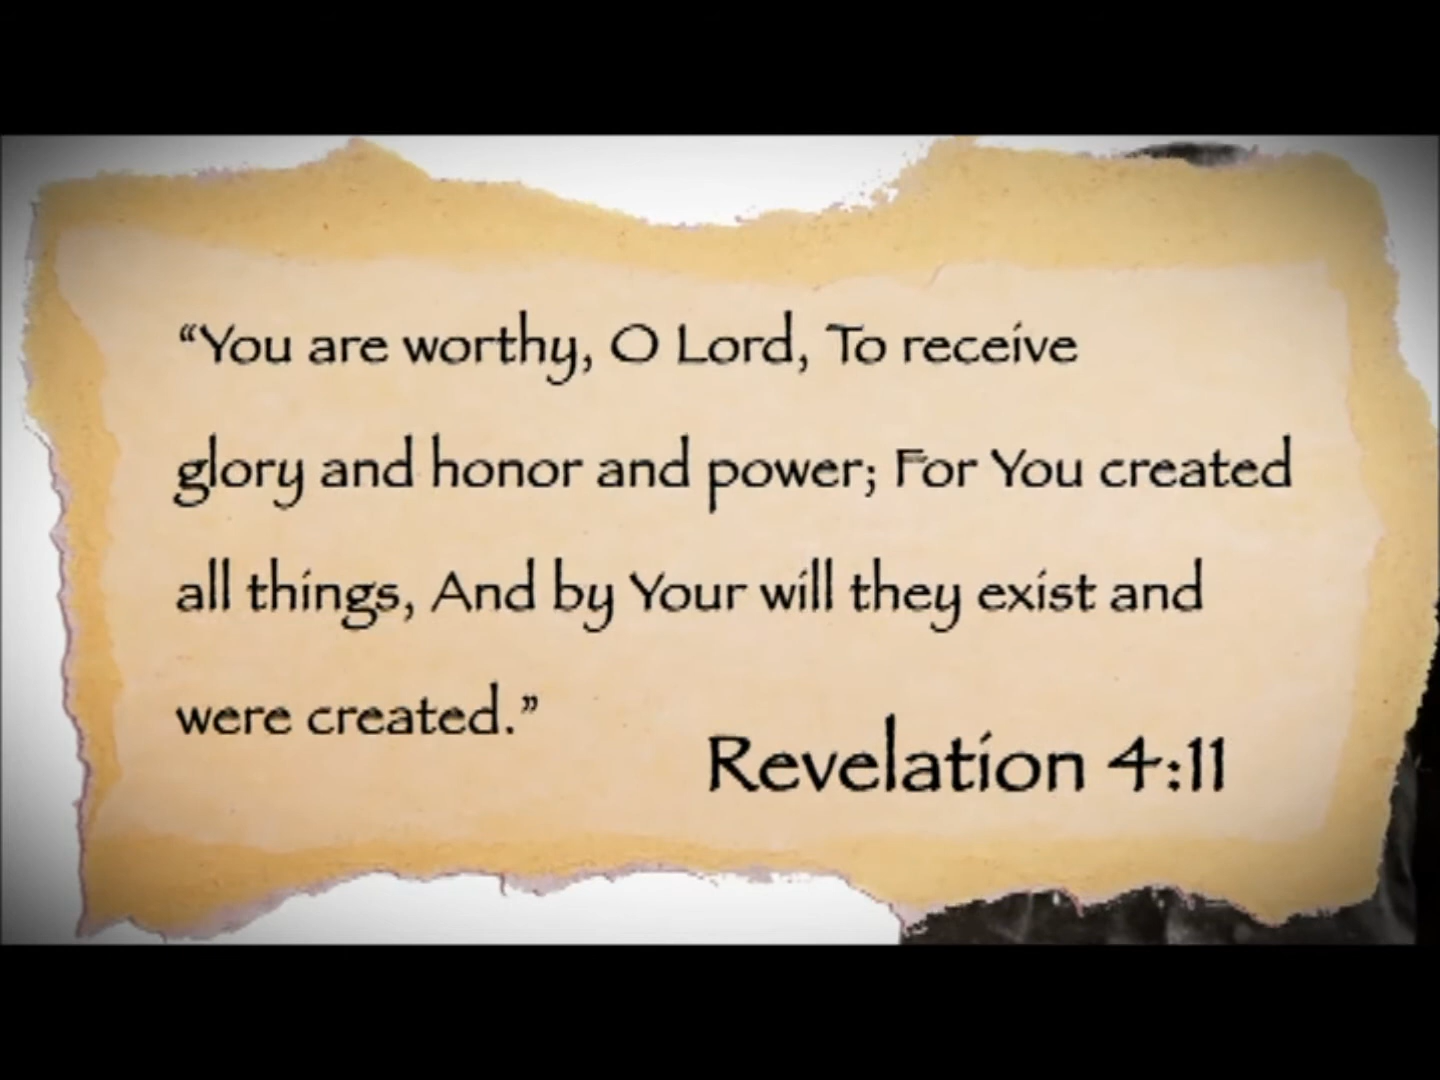 “You are worthy, O Lord, To receive
glory and honor and power; For You created
all things, And by Your will they exist and
were created.”
Revelation 4:11